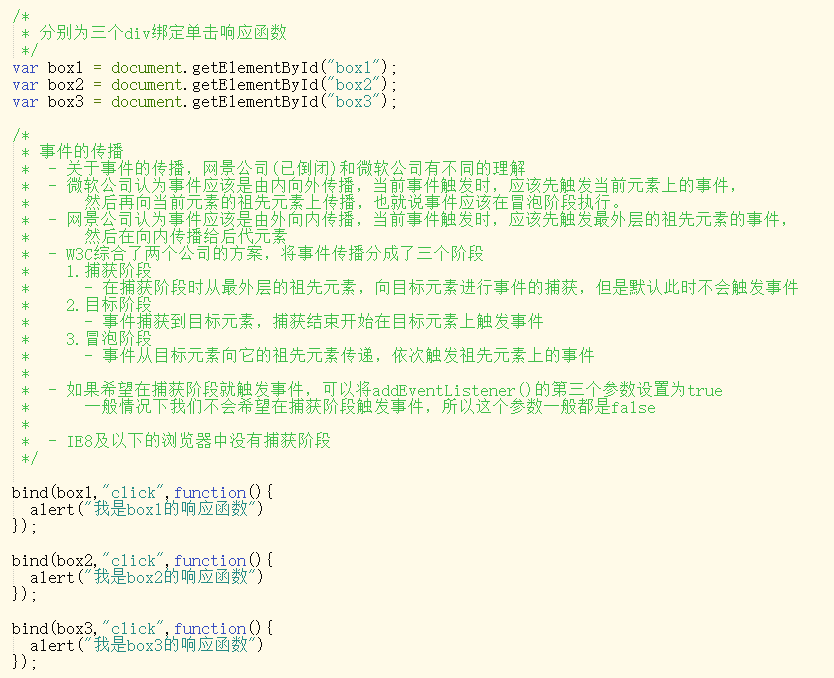 /*
 * 分别为三个div绑定单击响应函数
 */
var box1 = document.getElementById("box1");
var box2 = document.getElementById("box2");
var box3 = document.getElementById("box3");

/*
 * 事件的传播
 *  - 关于事件的传播，网景公司(已倒闭)和微软公司有不同的理解
 *  - 微软公司认为事件应该是由内向外传播，当前事件触发时，应该先触发当前元素上的事件，
 *      然后再向当前元素的祖先元素上传播，也就说事件应该在冒泡阶段执行。
 *  - 网景公司认为事件应该是由外向内传播，当前事件触发时，应该先触发最外层的祖先元素的事件，
 *      然后在向内传播给后代元素
 *  - W3C综合了两个公司的方案，将事件传播分成了三个阶段
 *    1.捕获阶段
 *      - 在捕获阶段时从最外层的祖先元素，向目标元素进行事件的捕获，但是默认此时不会触发事件
 *    2.目标阶段
 *      - 事件捕获到目标元素，捕获结束开始在目标元素上触发事件
 *    3.冒泡阶段
 *      - 事件从目标元素向它的祖先元素传递，依次触发祖先元素上的事件
 *
 *  - 如果希望在捕获阶段就触发事件，可以将addEventListener()的第三个参数设置为true
 *      一般情况下我们不会希望在捕获阶段触发事件，所以这个参数一般都是false
 *
 *  - IE8及以下的浏览器中没有捕获阶段
 */

bind(box1,"click",function(){
  alert("我是box1的响应函数")
});

bind(box2,"click",function(){
  alert("我是box2的响应函数")
});

bind(box3,"click",function(){
  alert("我是box3的响应函数")
});